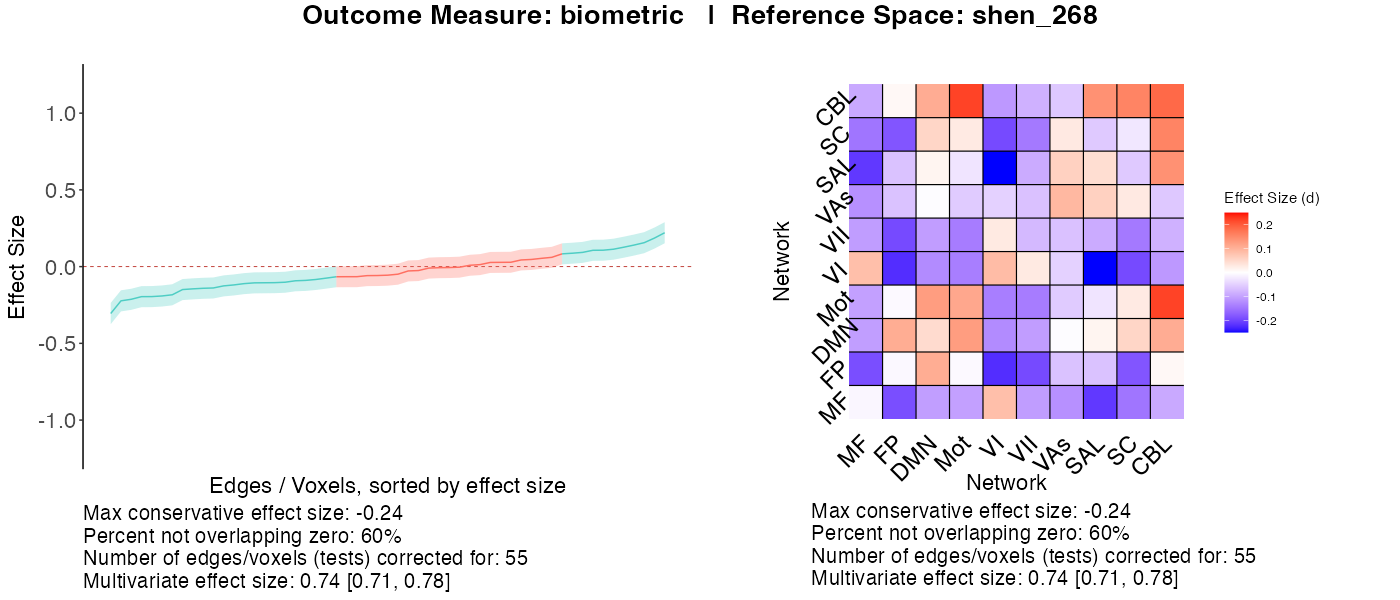 Outcome Measure: biometric | Reference Space: shen_268
Effect Size
1.0
0.5
0.0
-0.5
-1.0
Edges / Voxels, sorted by effect size
Max conservative effect size: -0.24
Percent not overlapping zero: 60%
Number of edges/voxels (tests) corrected for: 55
Multivariate effect size: 0.74 [0.71, 0.78]
Network
CBL
SC
SAL
VAs
VII
VI
Mot
DMN
FP
MF
MF
FP
DMN
Mot
VI
VII
VAs
SAL
SC
CBL
Network
Effect Size (d)
0.2
0.1
0.0
-0.1
-0.2
Max conservative effect size: -0.24
Percent not overlapping zero: 60%
Number of edges/voxels (tests) corrected for: 55
Multivariate effect size: 0.74 [0.71, 0.78]